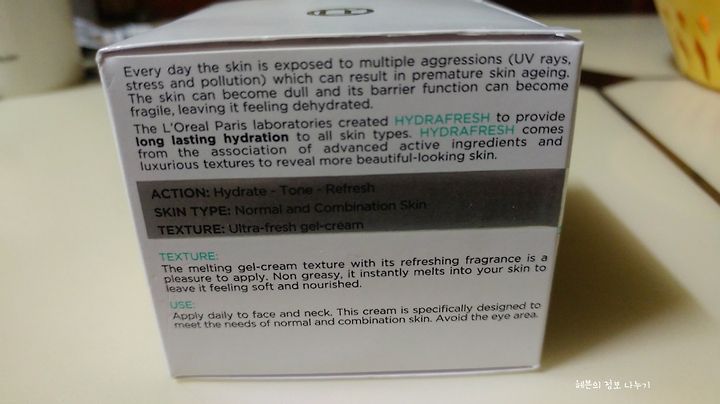 Every day the skin is exposed to multiple aggressions (UV rays,
stress and pollution) which can result in premature skin ageing.
The skin can become dull and its barrier function can become
fragile, leaving it feeling dehydrated.
The L'Oreal Paris laboratories created HYDRAFRESH to provide
long lasting hydration to all skin types. HYDRAFRESH comes
from the association of advanced active ingredients and
luxurious textures to reveal more beautiful-looking skin.
ACTION: Hydrate - Tone - Refresh
SKIN TYPE: Normal and Combination Skin
TEXTURE: Ultra-fresh gel-cream
TEXTURE:
The melting gel-cream texture with its refreshing fragrance is a
pleasure to apply. Non greasy, it instantly melts into your skin to
leave it feeling soft and nourished.
USE:
Apply daily to face and neck. This cream is specifically designed to
meet the needs of normal and combination skin. Avoid the eye area.
헤븐의 정보 나누기